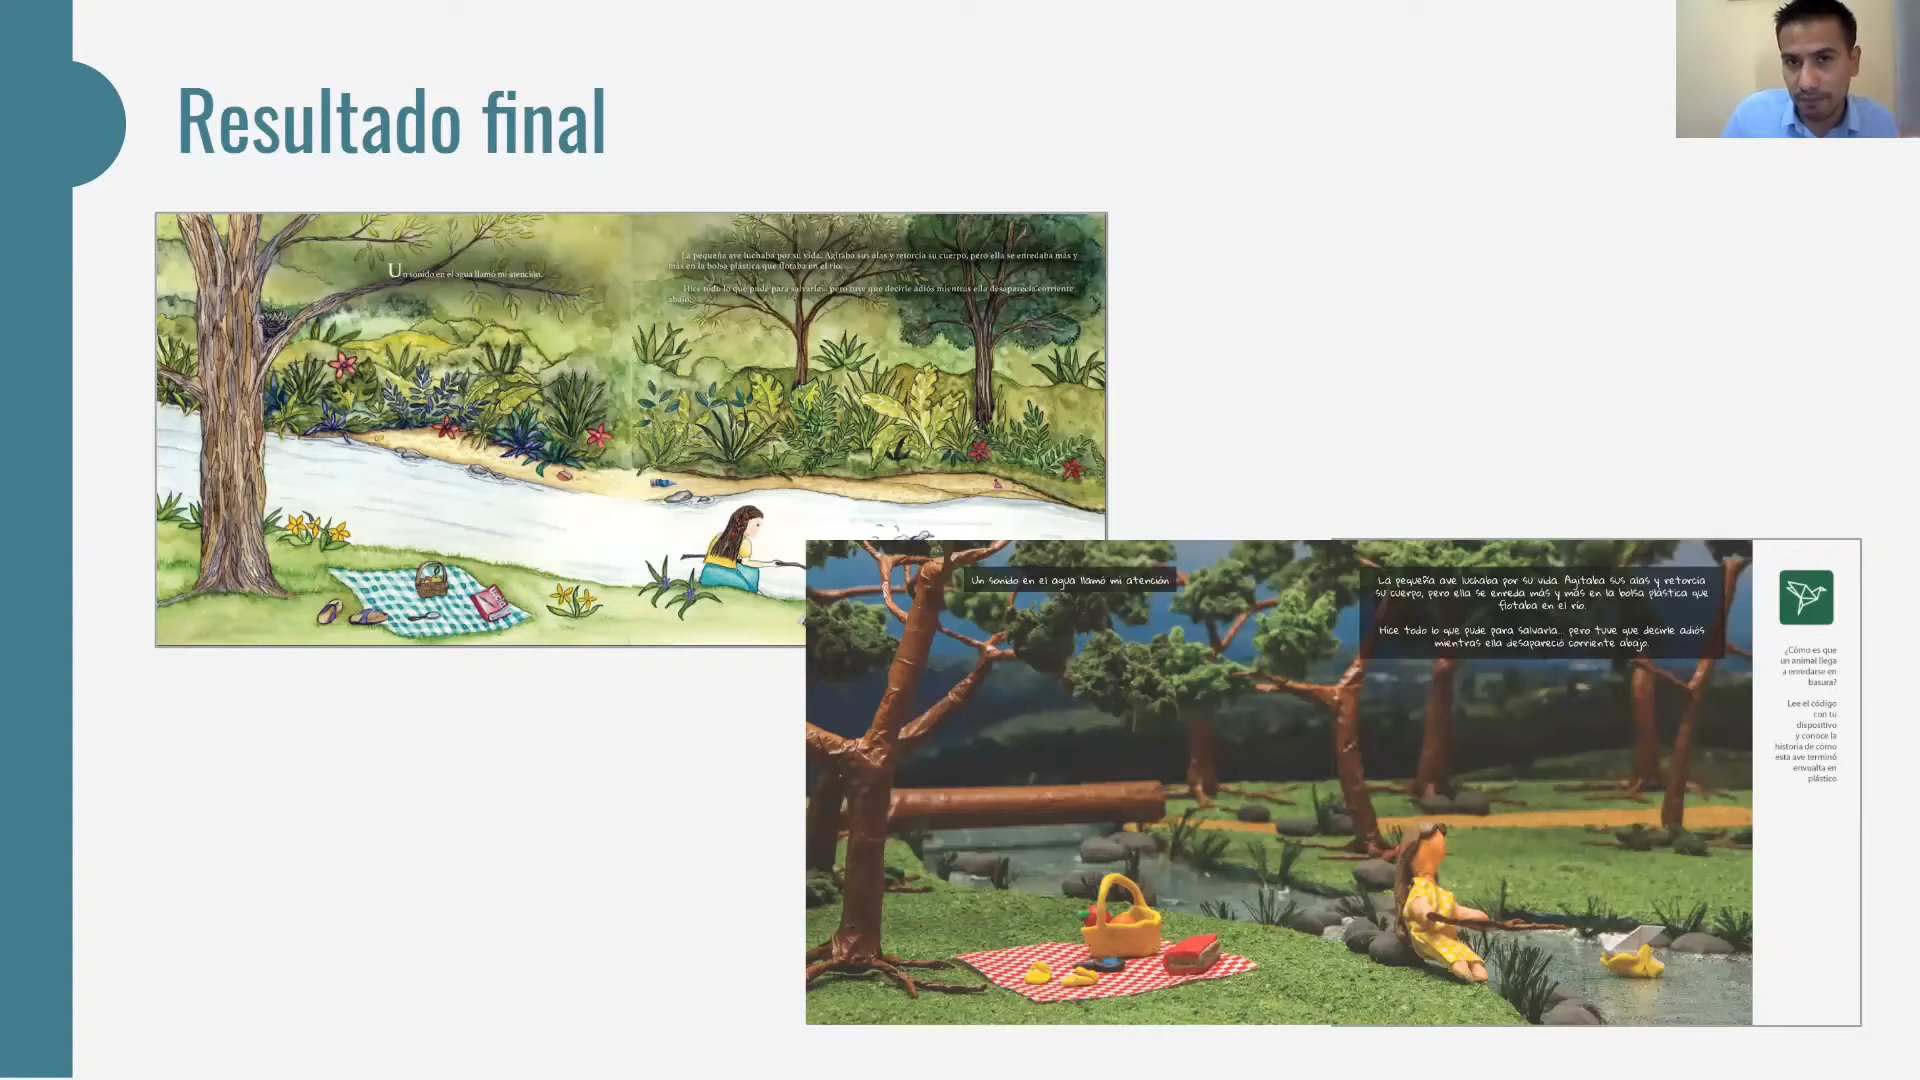 Resultado final
Un sonido en el agua llamó mi atención.
La pequeña ave luchaba por su vida. Agitaba sus alas y retorcía su cuerpo, pero ella se enredaba más y
más en la bolsa plástica que flotaba en el río.
Hice todo lo que pude para salvarla... pero tuve que decirle adiós mientras ella desaparecía corriente
abajo.
Un sonido en el agua llamó mi atención
La pequeña ave luchaba por su vida. Agitaba sus alas y retorcía
su cuerpo, pero ella se enreda más y más en la bolsa plástica que
flotaba en el río.
Hice todo lo que pude para salvarla... pero tuve que decirle adiós
mientras ella desapareció corriente abajo.
¿Cómo es que
un animal llega
a enredarse en
basura?
Lee el código
con tu
dispositivo
y conoce la
historia de cómo
esta ave terminó
envualta en
plástico